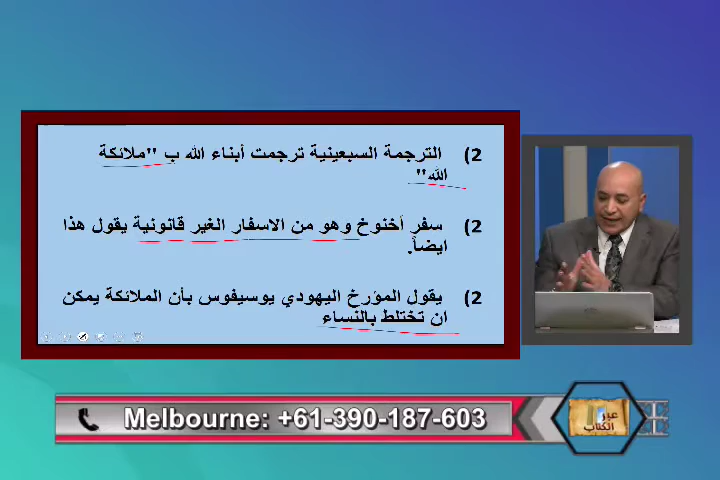 2) الترجمة السبعينية ترجمت أبناء الله ب "ملائكة
الله"
2) سفر أخنوخ وهو من الاسفار الغير قانونية يقول هذا
ايضاً.
2) يقول المؤرخ اليهودي يوسيفوس بأن الملائكة يمكن
ان تختلط بالنساء
Melbourne: +61-390-187-603
عبر
الكتاب